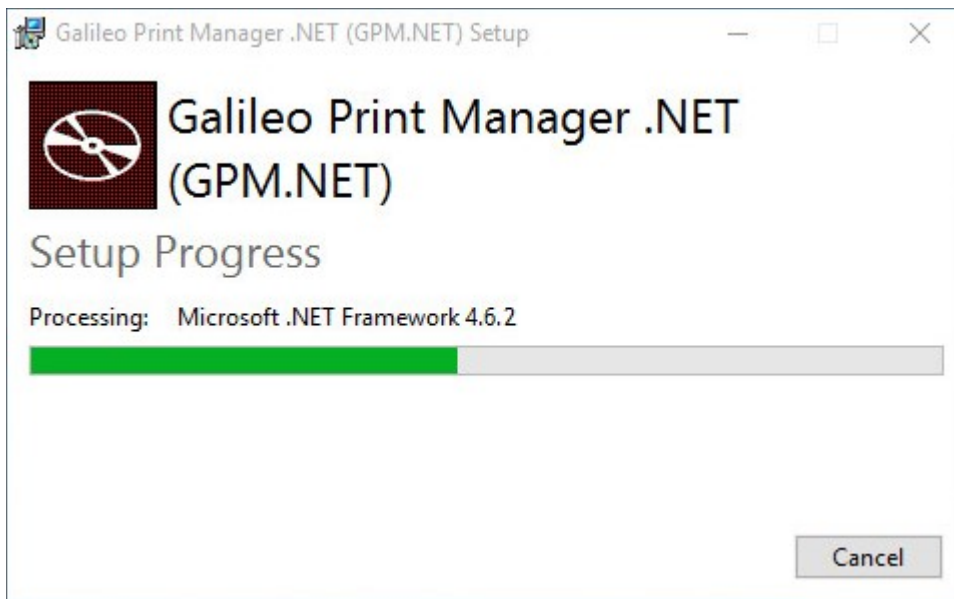 Galileo Print Manager .NET (GPM.NET) Setup
Galileo Print Manager .NET
(GPM.NET)
Setup Progress
Processing: Microsoft .NET Framework 4.6.2
Cancel